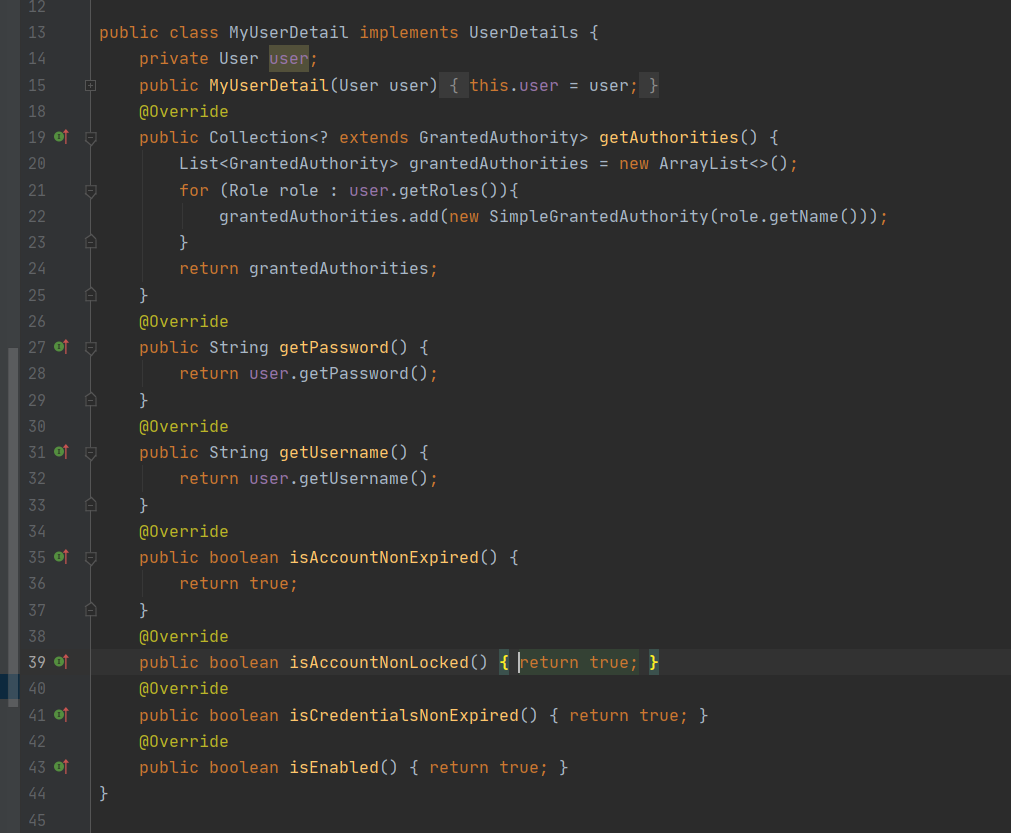 12
13 public class MyUserDetail implements UserDetails {
14 private User user;
15 public MyUserDetail(User user) { this.user = user; }
18 @Override
19 public Collection<? extends GrantedAuthority> getAuthorities() {
20 List<GrantedAuthority> grantedAuthorities = new ArrayList<>();
21 for (Role role : user.getRoles()){
22 grantedAuthorities.add(new SimpleGrantedAuthority(role.getName()));
23 }
24 return grantedAuthorities;
25 }
26 @Override
27 public String getPassword() {
28 return user.getPassword();
29 }
30 @Override
31 public String getUsername() {
32 return user.getUsername();
33 }
34 @Override
35 public boolean isAccountNonExpired() {
36 return true;
37 }
38 @Override
39 public boolean isAccountNonLocked() { return true; }
40 @Override
41 public boolean isCredentialsNonExpired() { return true; }
42 @Override
43 public boolean isEnabled() { return true; }
44 }
45